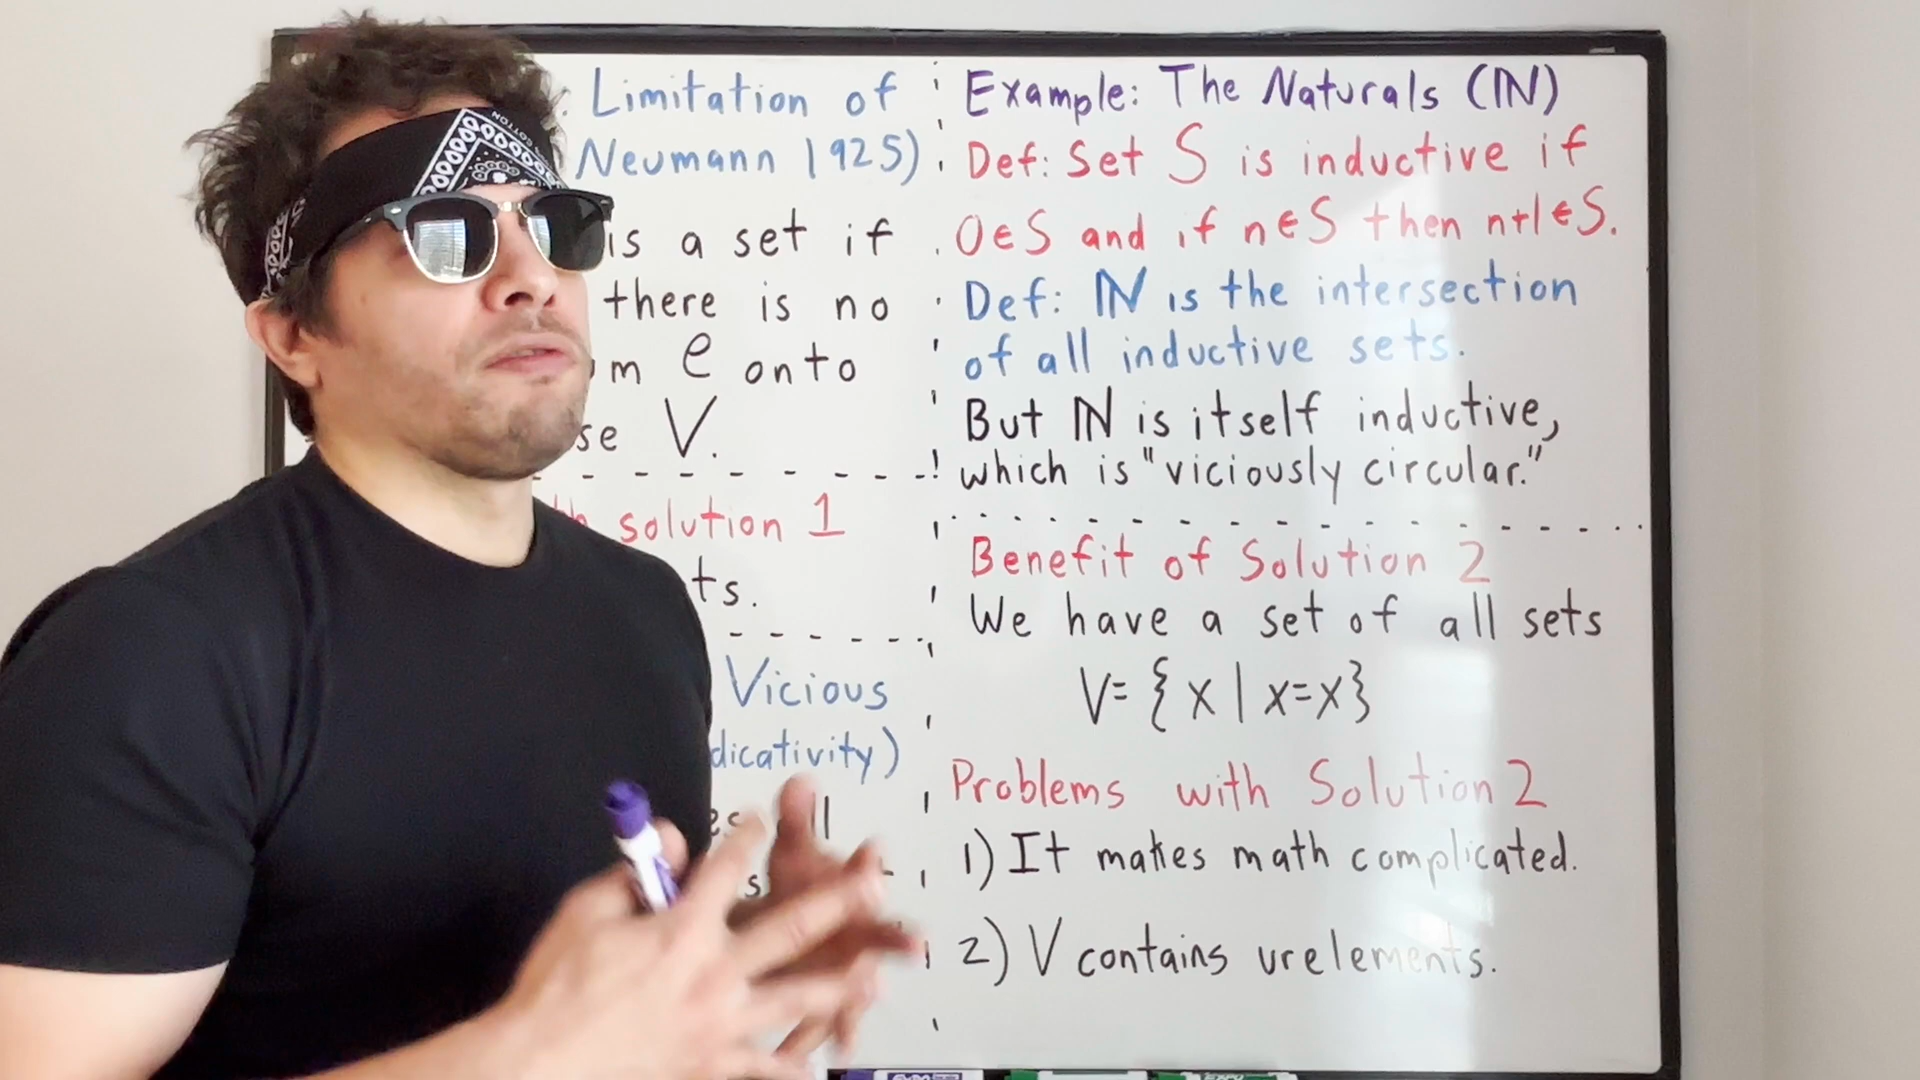 Limitation of
Neumann 1925)
is a set if
there is no
m C onto
se V.
solution 1
ts.
Vicious
dicativity)
Example: The Naturals (ℕ)
Def: Set S is inductive if
0∈S and if n∈S then n+1∈S.
Def: ℕ is the intersection
of all inductive sets.
But ℕ is itself inductive,
which is "viciously circular."
Benefit of Solution 2
We have a set of all sets
V= {x | x=x}
Problems with Solution 2
1) It makes math complicated.
2) V contains urelements.
COTTON